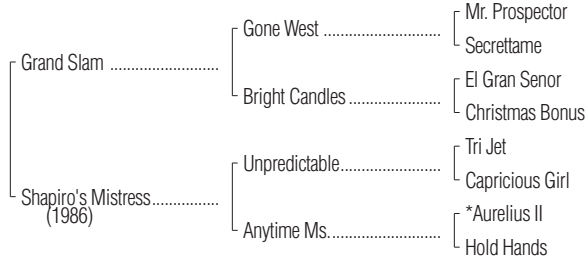 Mr. Prospector
Gone West ........................
Secrettame
Grand Slam ......................
El Gran Senor
Bright Candles ...................
Christmas Bonus
Tri Jet
Unpredictable....................
Capricious Girl
Shapiro's Mistress..............
(1986)
*Aurelius II
Anytime Ms.......................
Hold Hands